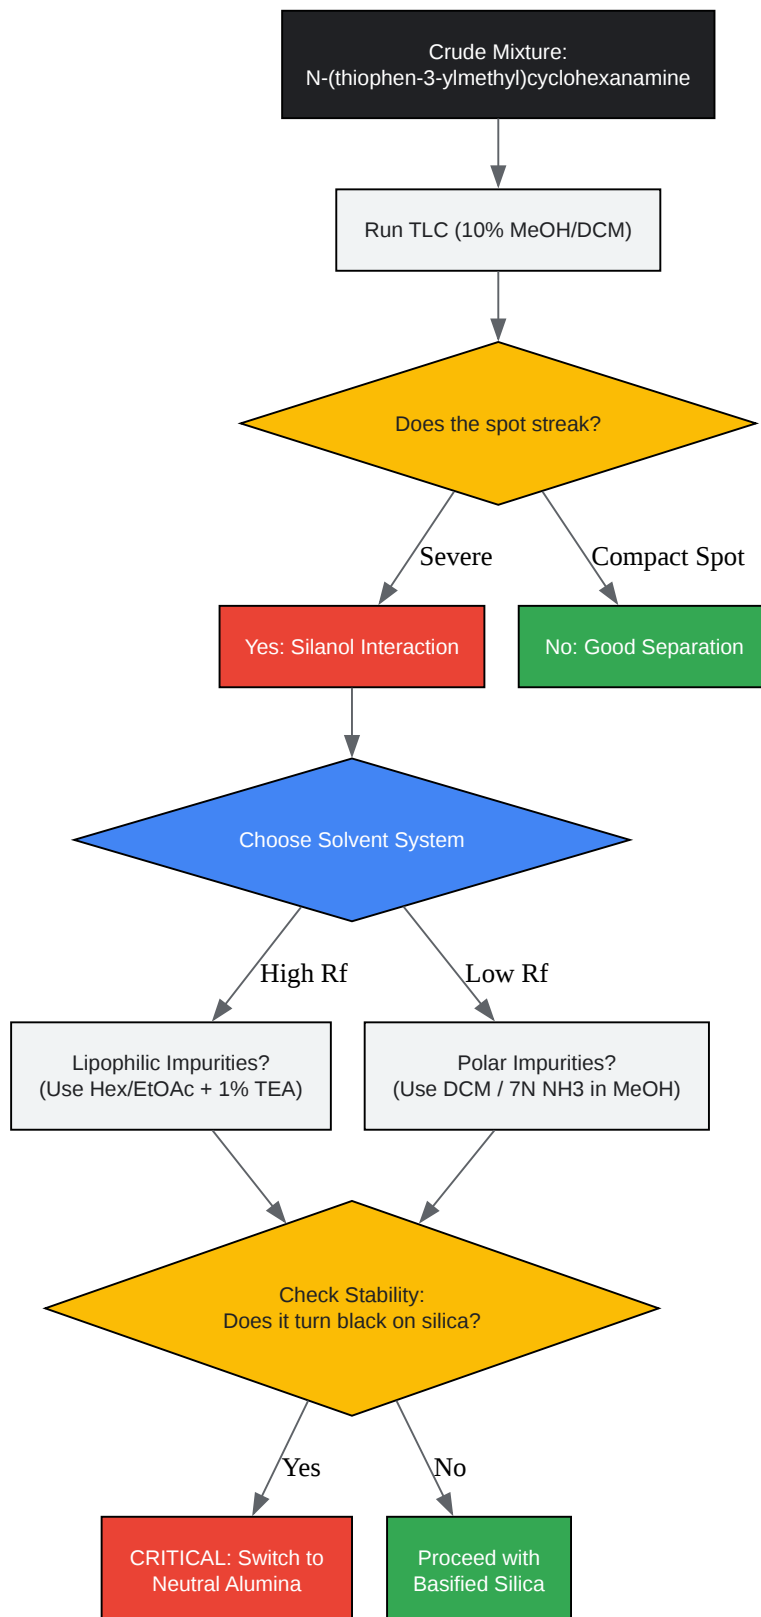 Crude Mixture:
N-(thiophen-3-ylmethyl)cyclohexanamine
Run TLC (10% MeOH/DCM)
Does the spot streak?
Severe
Compact Spot
Yes: Silanol Interaction
No: Good Separation
Choose Solvent System
High Rf
Low Rf
Lipophilic Impurities?
(Use Hex/EtOAc + 1% TEA)
Polar Impurities?
(Use DCM / 7N NH3 in MeOH)
Check Stability:
Does it turn black on silica?
Yes
No
CRITICAL: Switch to
Neutral Alumina
Proceed with
Basified Silica